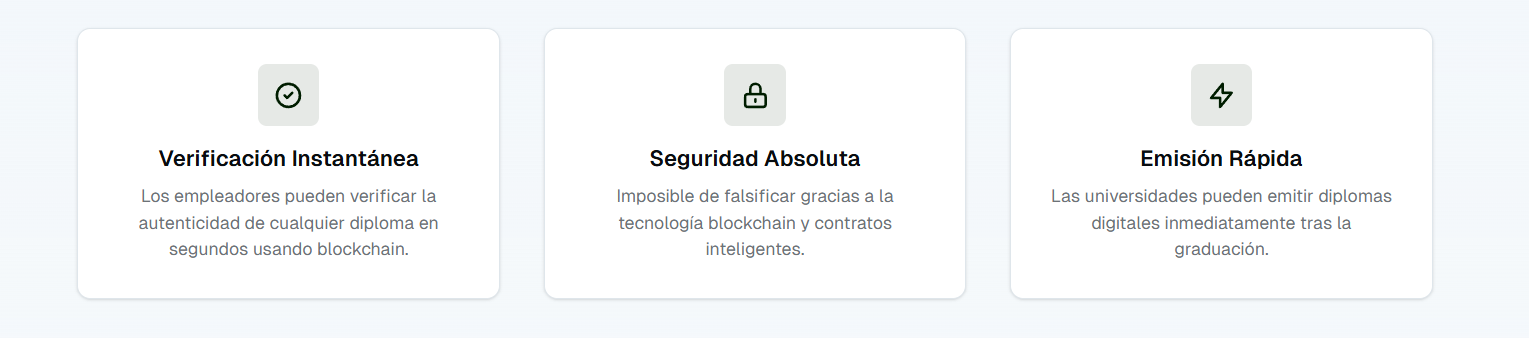 Verificación Instantánea
Los empleadores pueden verificar la
autenticidad de cualquier diploma en
segundos usando blockchain.
Seguridad Absoluta
Imposible de falsificar gracias a la
tecnología blockchain y contratos
inteligentes.
Emisión Rápida
Las universidades pueden emitir diplomas
digitales inmediatamente tras la
graduación.